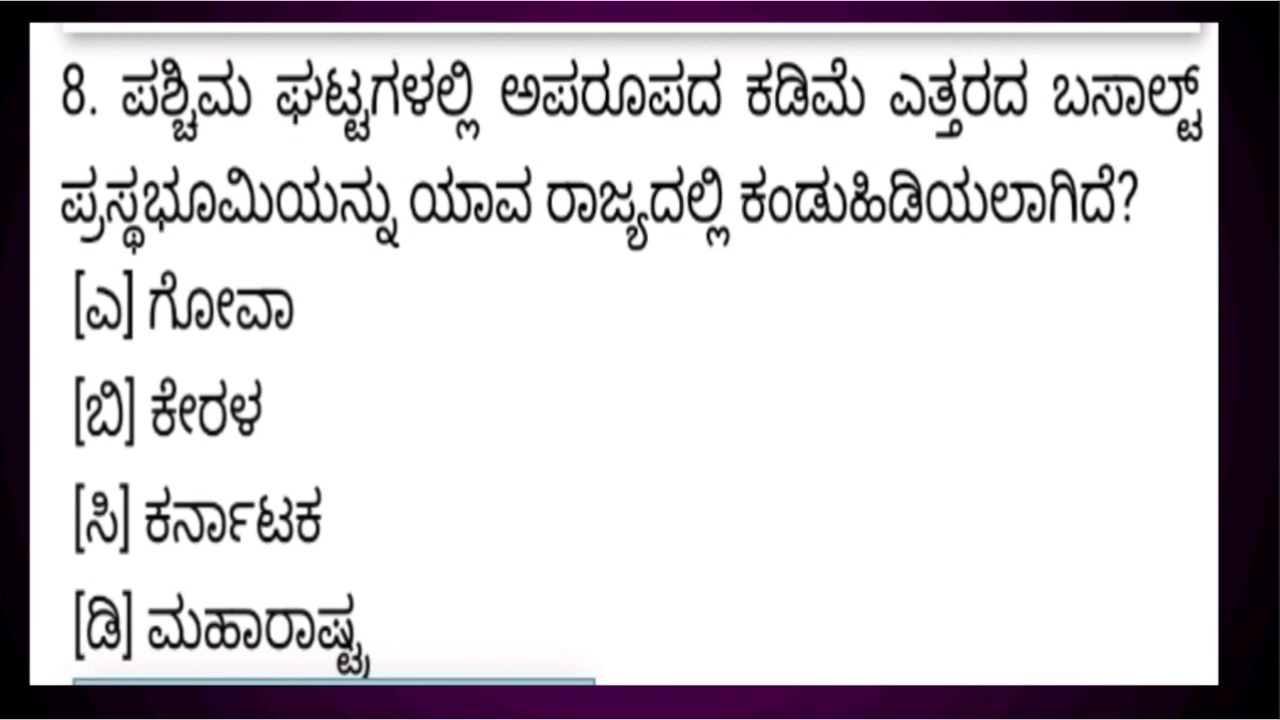 8. ಪಶ್ಚಿಮ ಘಟ್ಟಗಳಲ್ಲಿ ಅಪರೂಪದ ಕಡಿಮೆ ಎತ್ತರದ ಬಸಾಲ್ಟ್
ಪ್ರಸ್ಥಭೂಮಿಯನ್ನು ಯಾವ ರಾಜ್ಯದಲ್ಲಿ ಕಂಡುಹಿಡಿಯಲಾಗಿದೆ?
[ಎ] ಗೋವಾ
[ಬಿ] ಕೇರಳ
[ಸಿ] ಕರ್ನಾಟಕ
[ಡಿ] ಮಹಾರಾಷ್ಟ್ರ